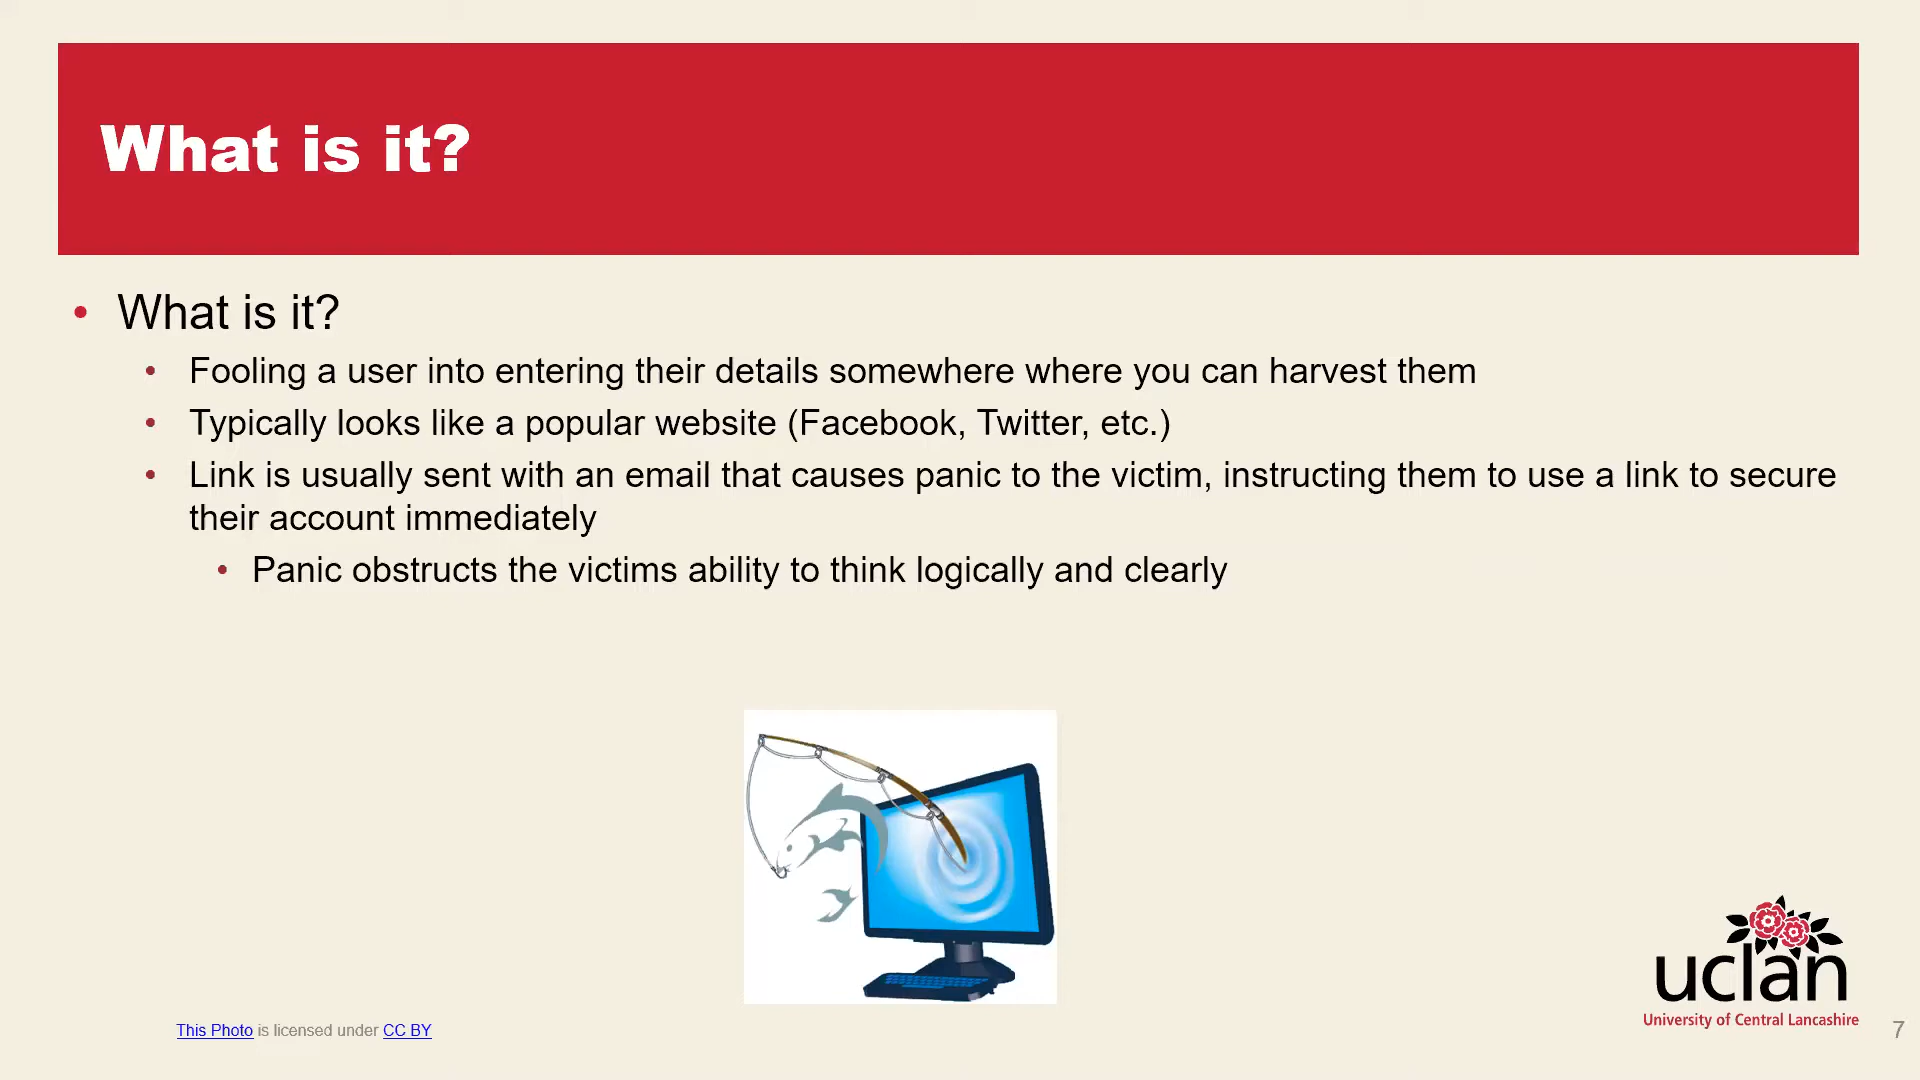 What is it?
• What is it?
• Fooling a user into entering their details somewhere where you can harvest them
• Typically looks like a popular website (Facebook, Twitter, etc.)
• Link is usually sent with an email that causes panic to the victim, instructing them to use a link to secure
their account immediately
• Panic obstructs the victims ability to think logically and clearly
uclan
University of Central Lancashire
This Photo is licensed under CC BY
7